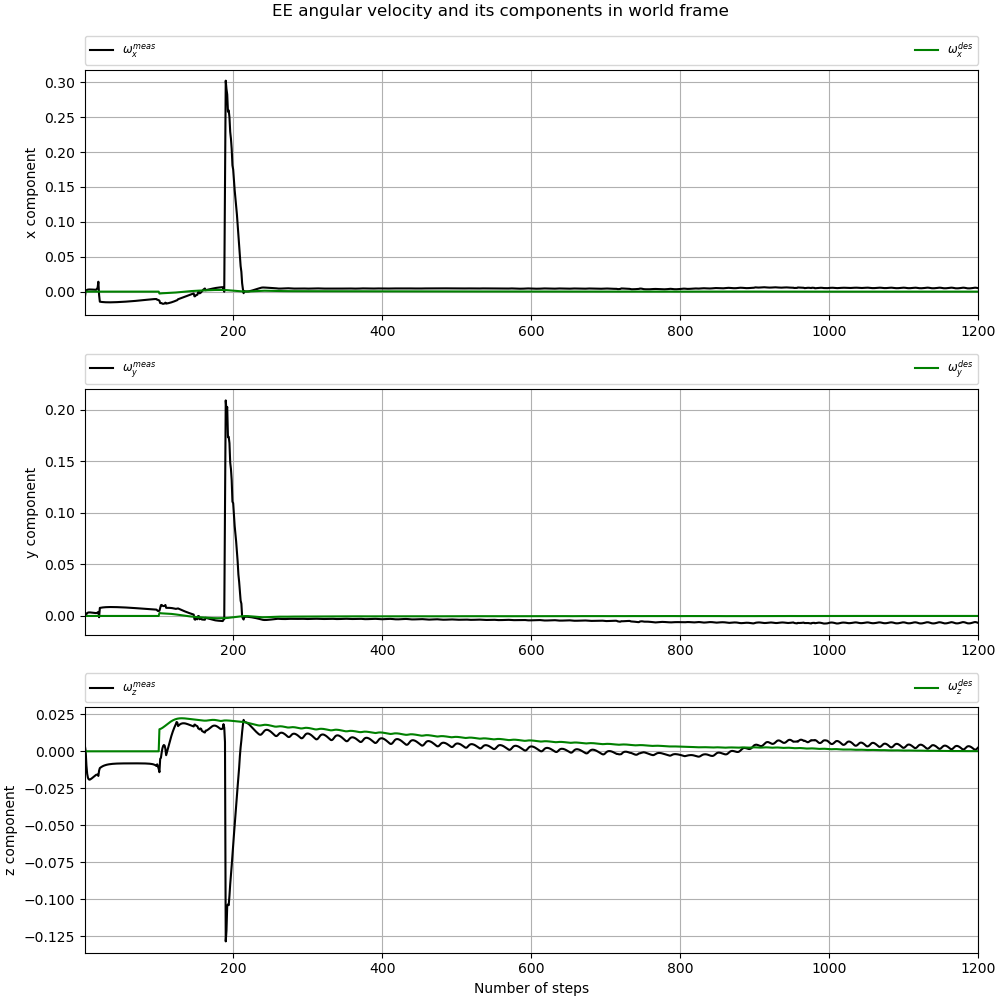 EE angular velocity and its components in world frame
ω_x^meas ω_x^des
0.30
0.25
0.20
0.15
0.10
0.05
0.00
x component
200 400 600 800 1000 1200
ω_y^meas ω_y^des
0.20
0.15
0.10
0.05
0.00
y component
200 400 600 800 1000 1200
ω_z^meas ω_z^des
0.025
0.000
−0.025
−0.050
−0.075
−0.100
−0.125
z component
200 400 600 800 1000 1200
Number of steps